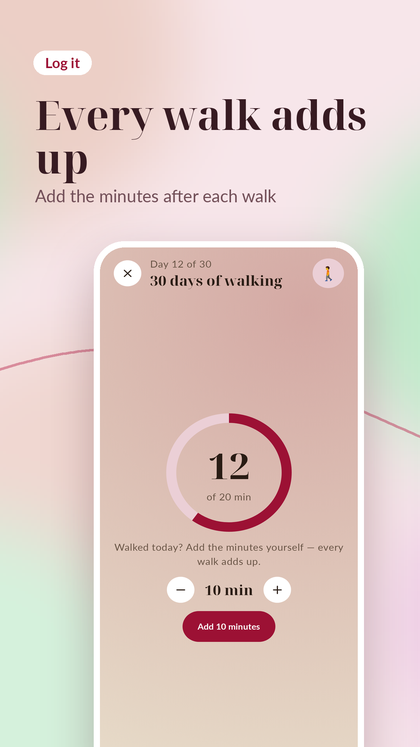 Log it
Every walk adds
up
Add the minutes after each walk
Day 12 of 30
30 days of walking
12
of 20 min
Walked today? Add the minutes yourself — every
walk adds up.
− 10 min +
Add 10 minutes